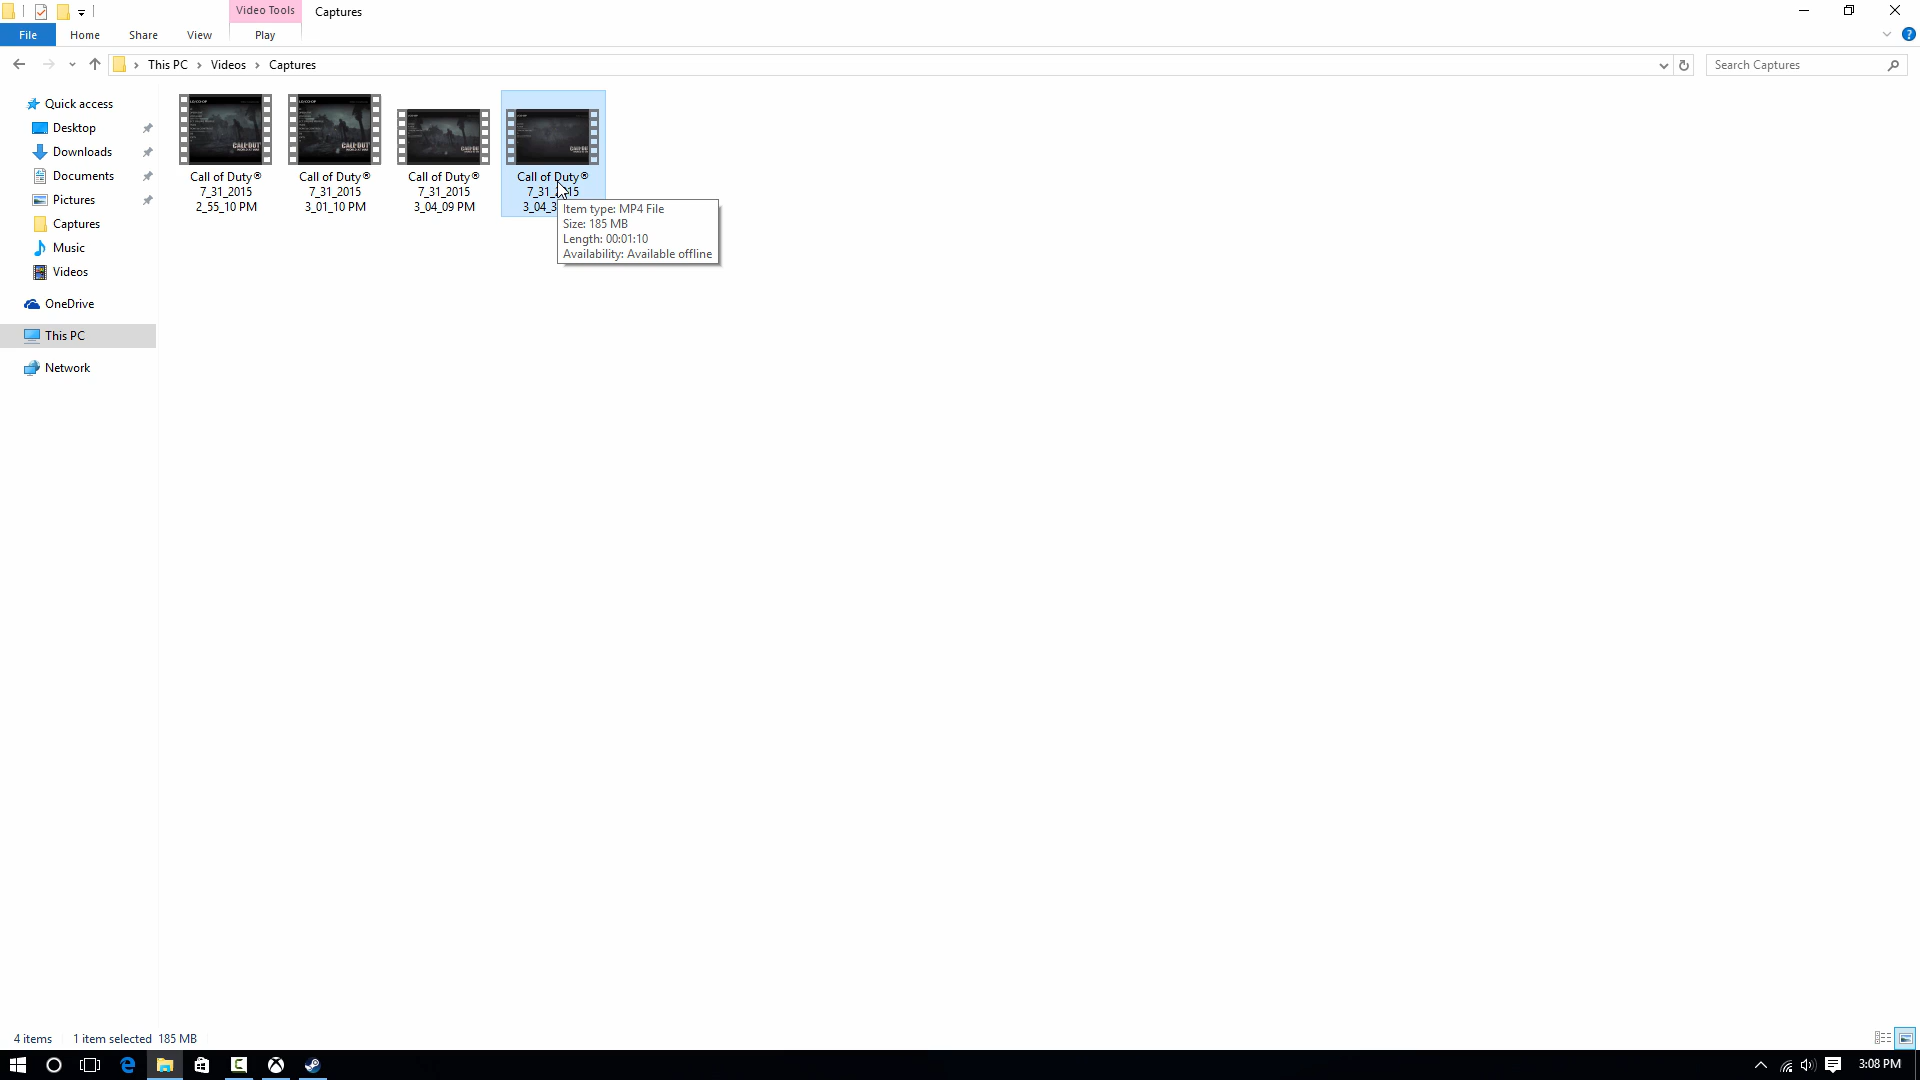 Video Tools
Captures
File
Home
Share
View
Play
This PC
Videos
Captures
Search Captures
Quick access
Desktop
Downloads
Documents
Pictures
Captures
Music
Videos
OneDrive
This PC
Network
Call of Duty®
7_31_2015
2_55_10 PM
Call of Duty®
7_31_2015
3_01_10 PM
Call of Duty®
7_31_2015
3_04_09 PM
Call of Duty®
Item type: MP4 File
Size: 185 MB
Length: 00:01:10
Availability: Available offline
4 items
1 item selected 185 MB
3:08 PM